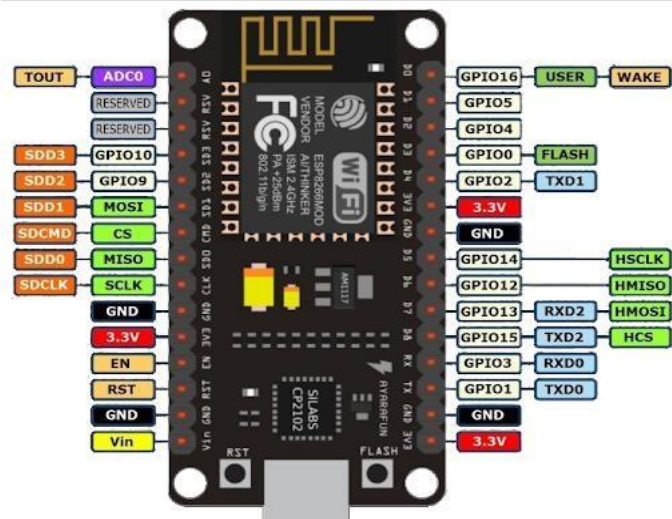 TOUT ADC0 A0 D0 GPIO16 USER WAKE
RESERVED RSV D1 GPIO5
RESERVED RSV D2 GPIO4
SDD3 GPIO10 SD3 D3 GPIO0 FLASH
SDD2 GPIO9 SD2 D4 GPIO2 TXD1
SDD1 MOSI SD1 3V3 3.3V
SDCMD CS CMD GND GND
SDD0 MISO SDO D5 GPIO14 HSCLK
SDCLK SCLK CLK D6 GPIO12 HMISO
GND GND D7 GPIO13 RXD2 HMOSI
3.3V 3V3 D8 GPIO15 TXD2 HCS
EN EN RX GPIO3 RXD0
RST RST TX GPIO1 TXD0
GND GND GND GND
Vin Vin 3V3 3.3V
MODEL ESP8266MOD
VENDOR AI/THINKER
ISM 2.4GHz
PA +25dBm
802.11b/g/n
FC
Wi Fi
AM1117
SILABS
CP2102
AYARAFUN
RST
FLASH